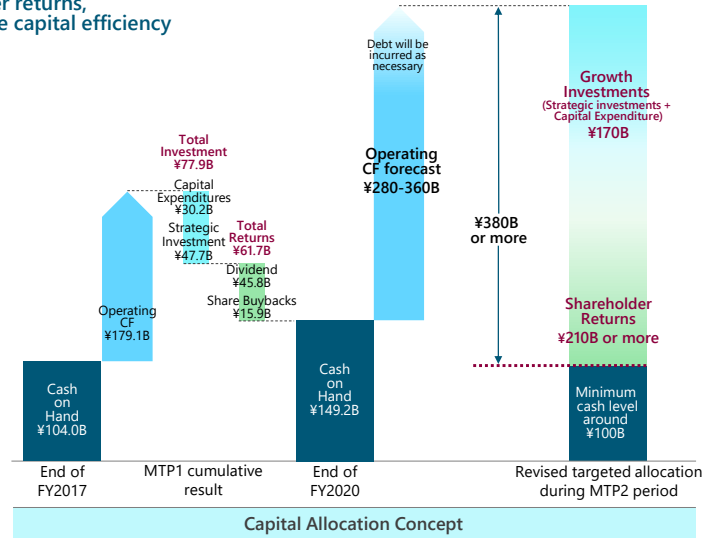 er returns,
e capital efficiency
Debt will be
incurred as
necessary
Growth
Investments
(Strategic investments +
Capital Expenditure)
¥170B
Total
Investment
¥77.9B
Operating
CF forecast
¥280-360B
Capital
Expenditures
¥30.2B
Strategic
Investment
¥47.7B
Total
Returns
¥61.7B
¥380B
or more
Dividend
¥45.8B
Share Buybacks
¥15.9B
Operating
CF
¥179.1B
Shareholder
Returns
¥210B or more
Cash
on
Hand
¥104.0B
Cash
on
Hand
¥149.2B
Minimum
cash level
around
¥100B
End of
FY2017
MTP1 cumulative
result
End of
FY2020
Revised targeted allocation
during MTP2 period
Capital Allocation Concept